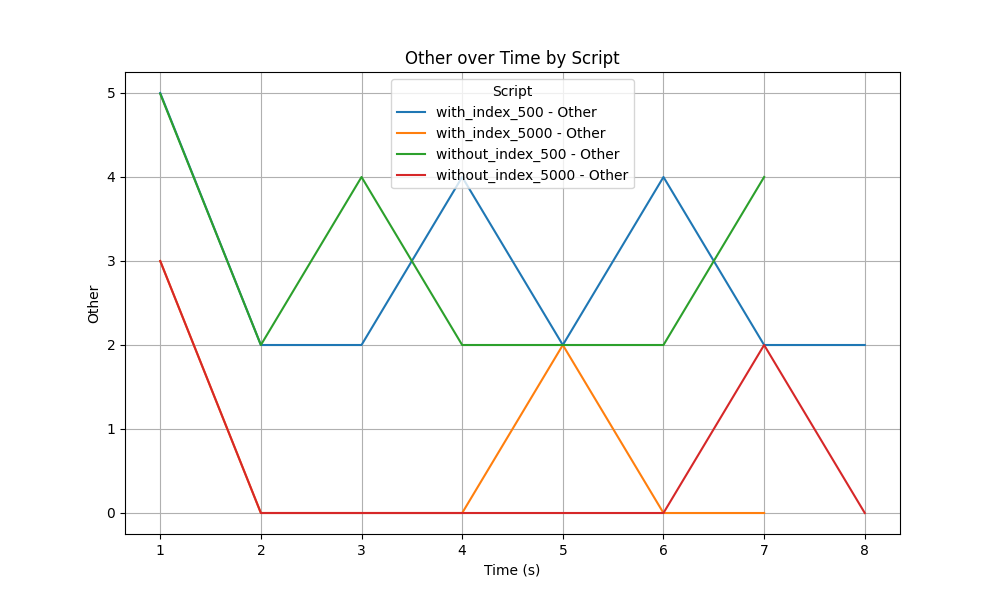 Other over Time by Script
Script
with_index_500 - Other
with_index_5000 - Other
without_index_500 - Other
without_index_5000 - Other
5
4
3
2
1
0
Other
1 2 3 4 5 6 7 8
Time (s)